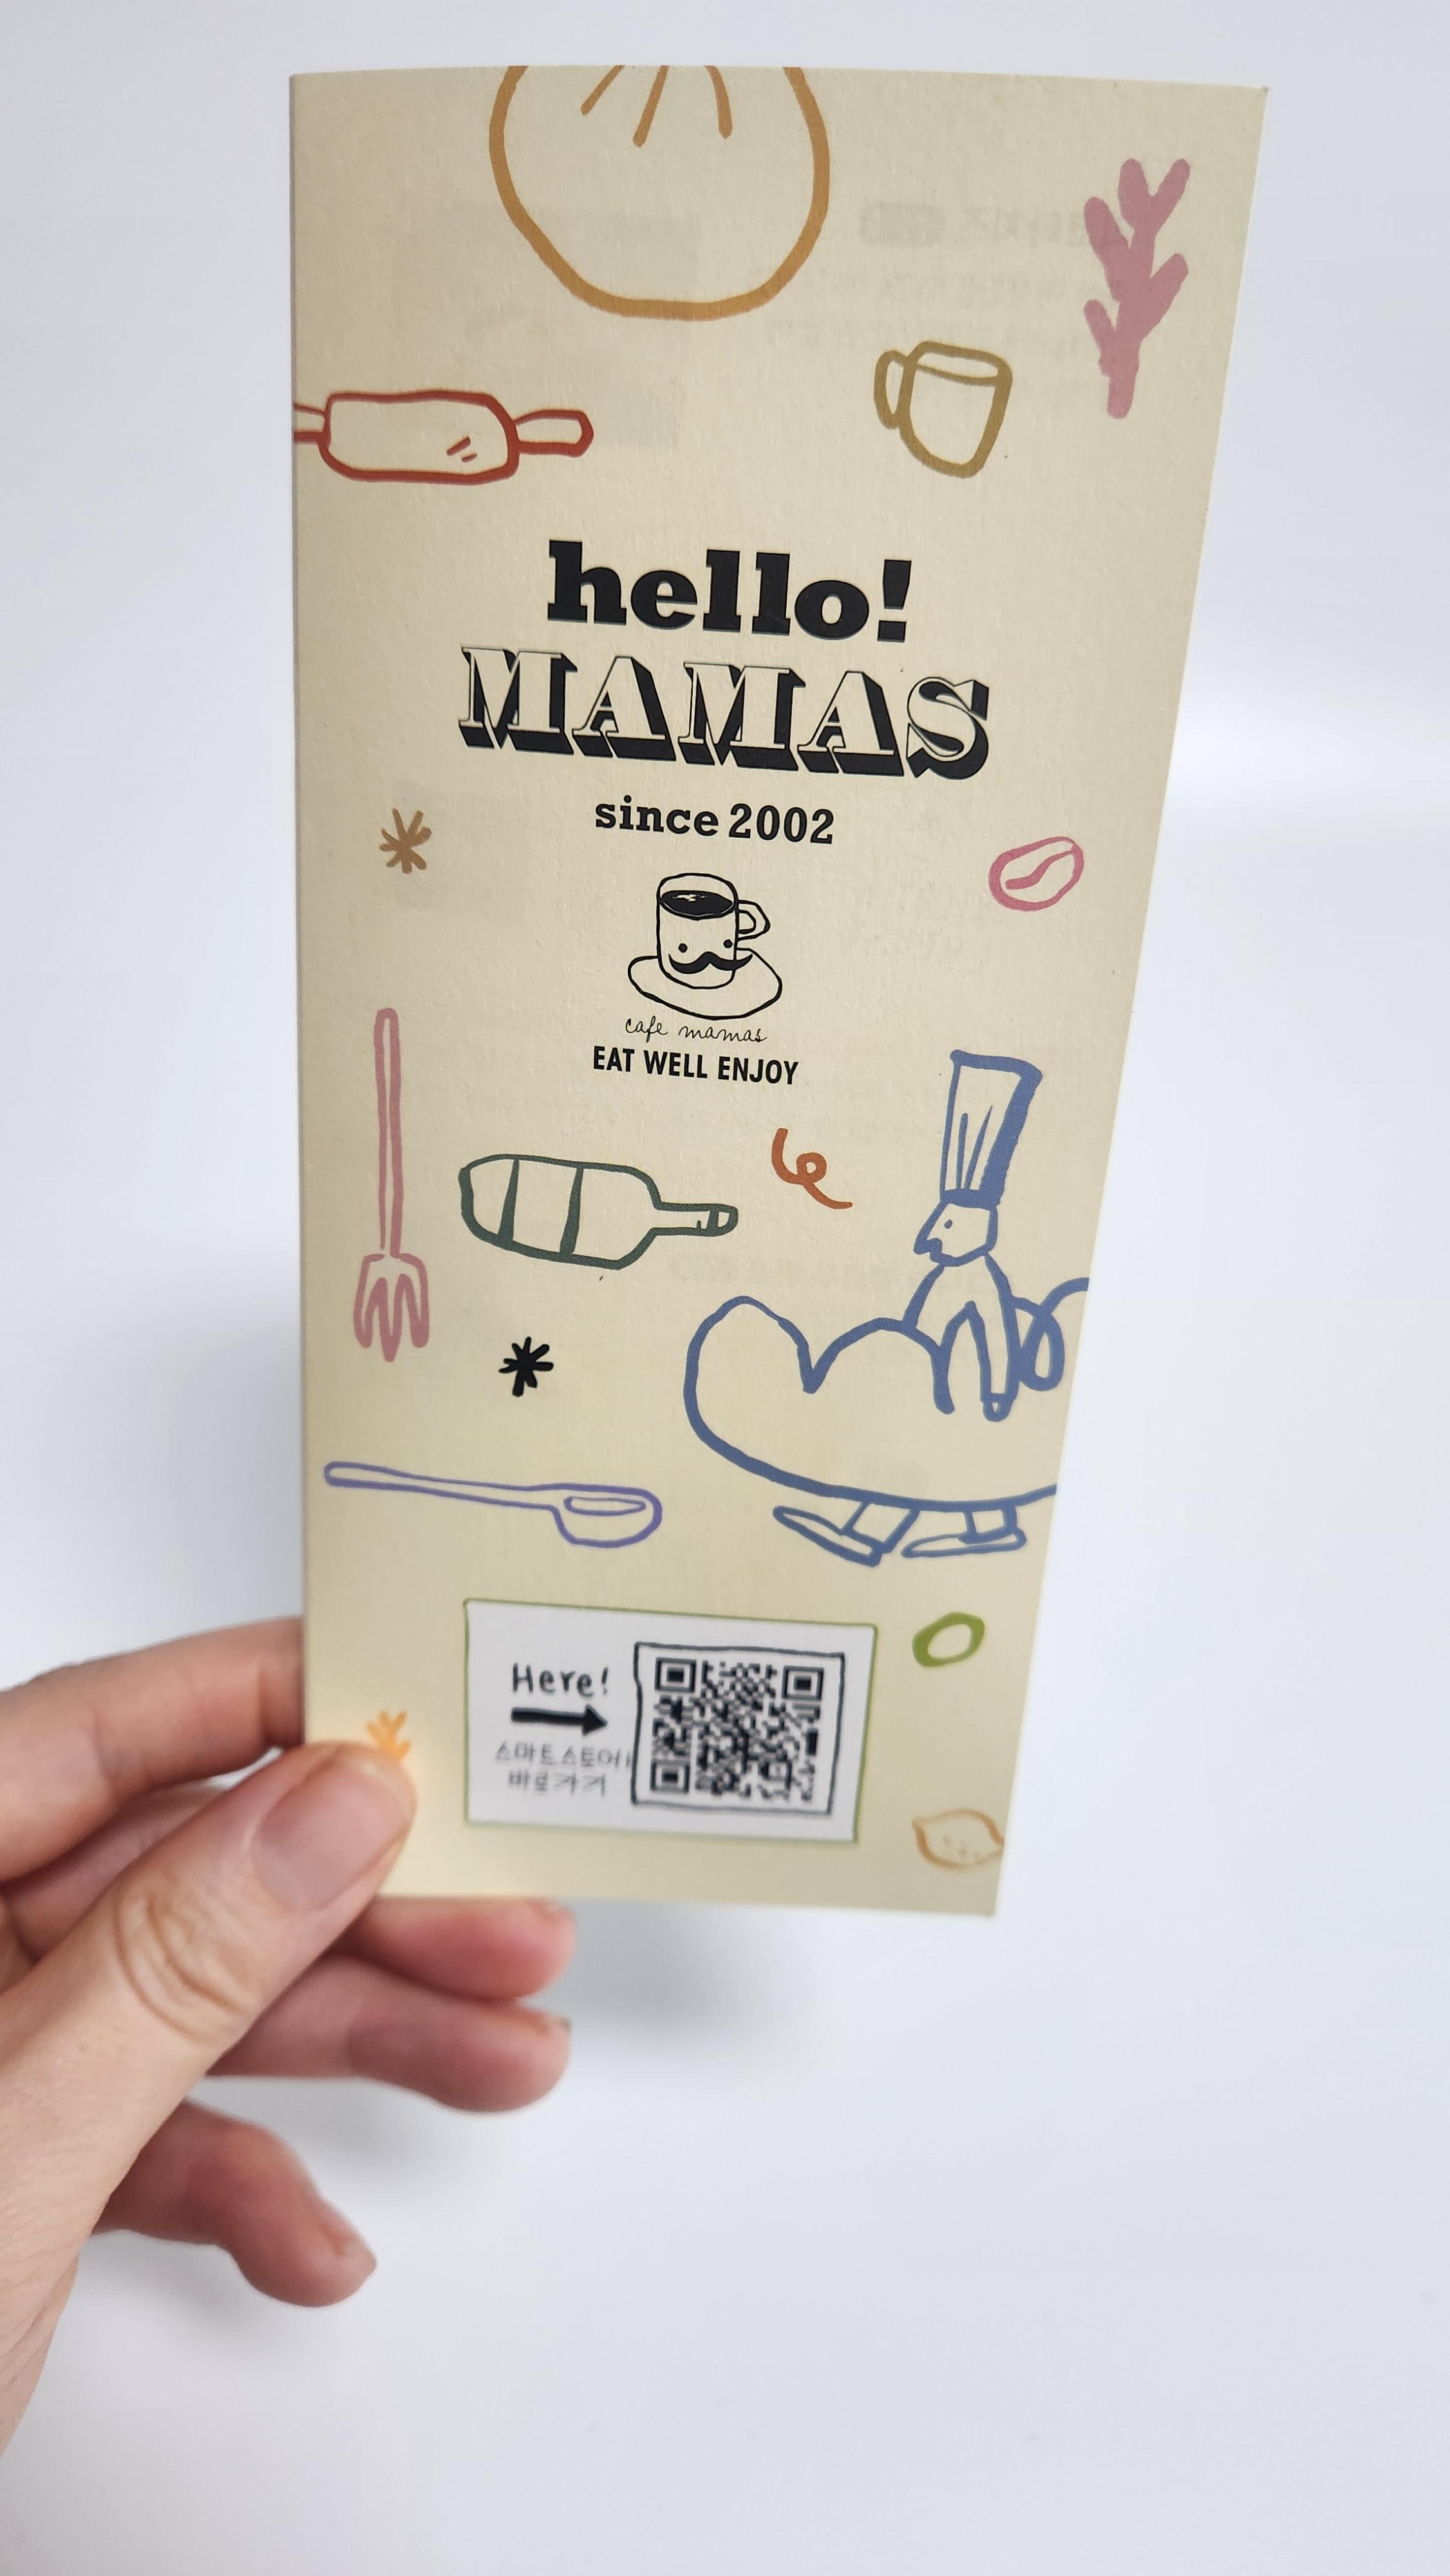 hello!
MAMAS
since 2002
cafe mamas
EAT WELL ENJOY
Here!
스마트스토어
바로가기